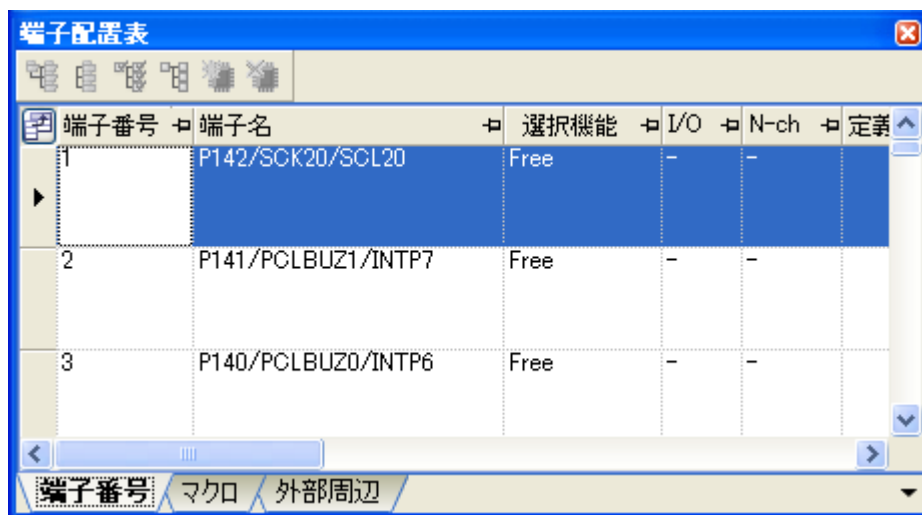 端子配置表
端子番号 端子名 選択機能 I/O N-ch 定義
1 P142/SCK20/SCL20 Free - -
2 P141/PCLBUZ1/INTP7 Free - -
3 P140/PCLBUZ0/INTP6 Free - -
端子番号 マクロ 外部周辺